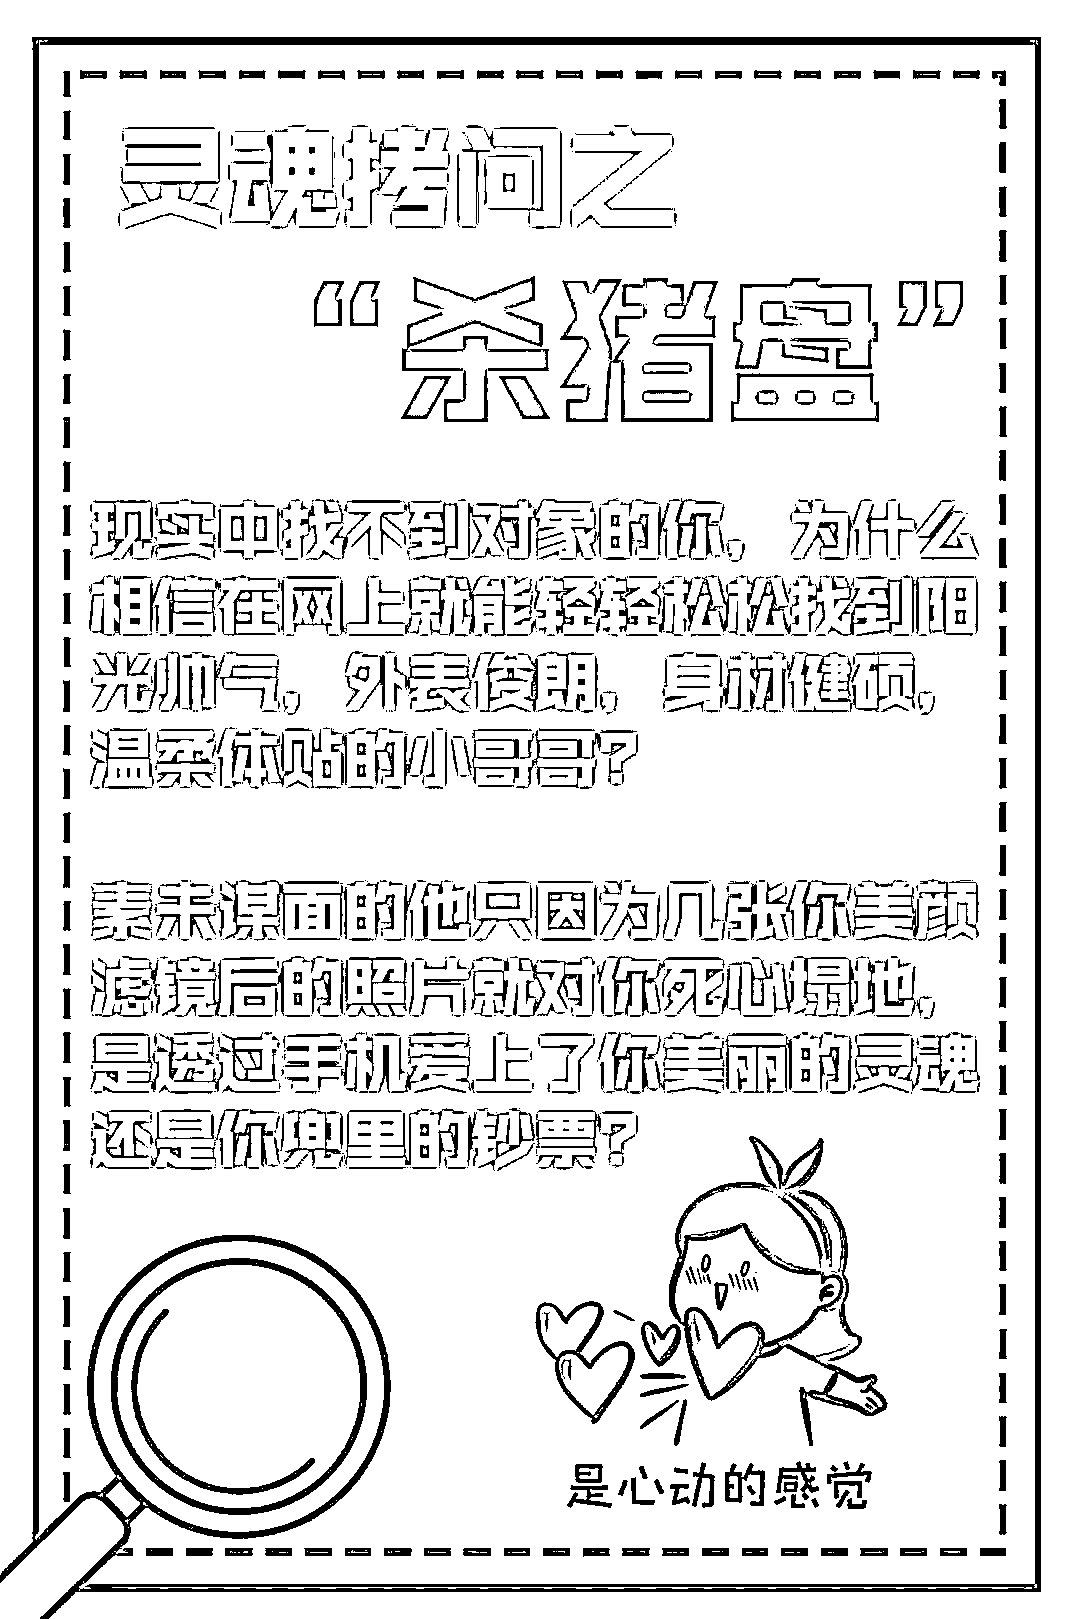 灵魂拷问之
“杀猪盘”
现实中找不到对象的你，为什么
相信在网上就能轻轻松松找到阳
光帅气，外表俊朗，身材健硕，
温柔体贴的小哥哥？
素未谋面的他只因为几张你美颜
滤镜后的照片就对你死心塌地，
是透过手机爱上了你美丽的灵魂
还是你兜里的钞票？
是心动的感觉